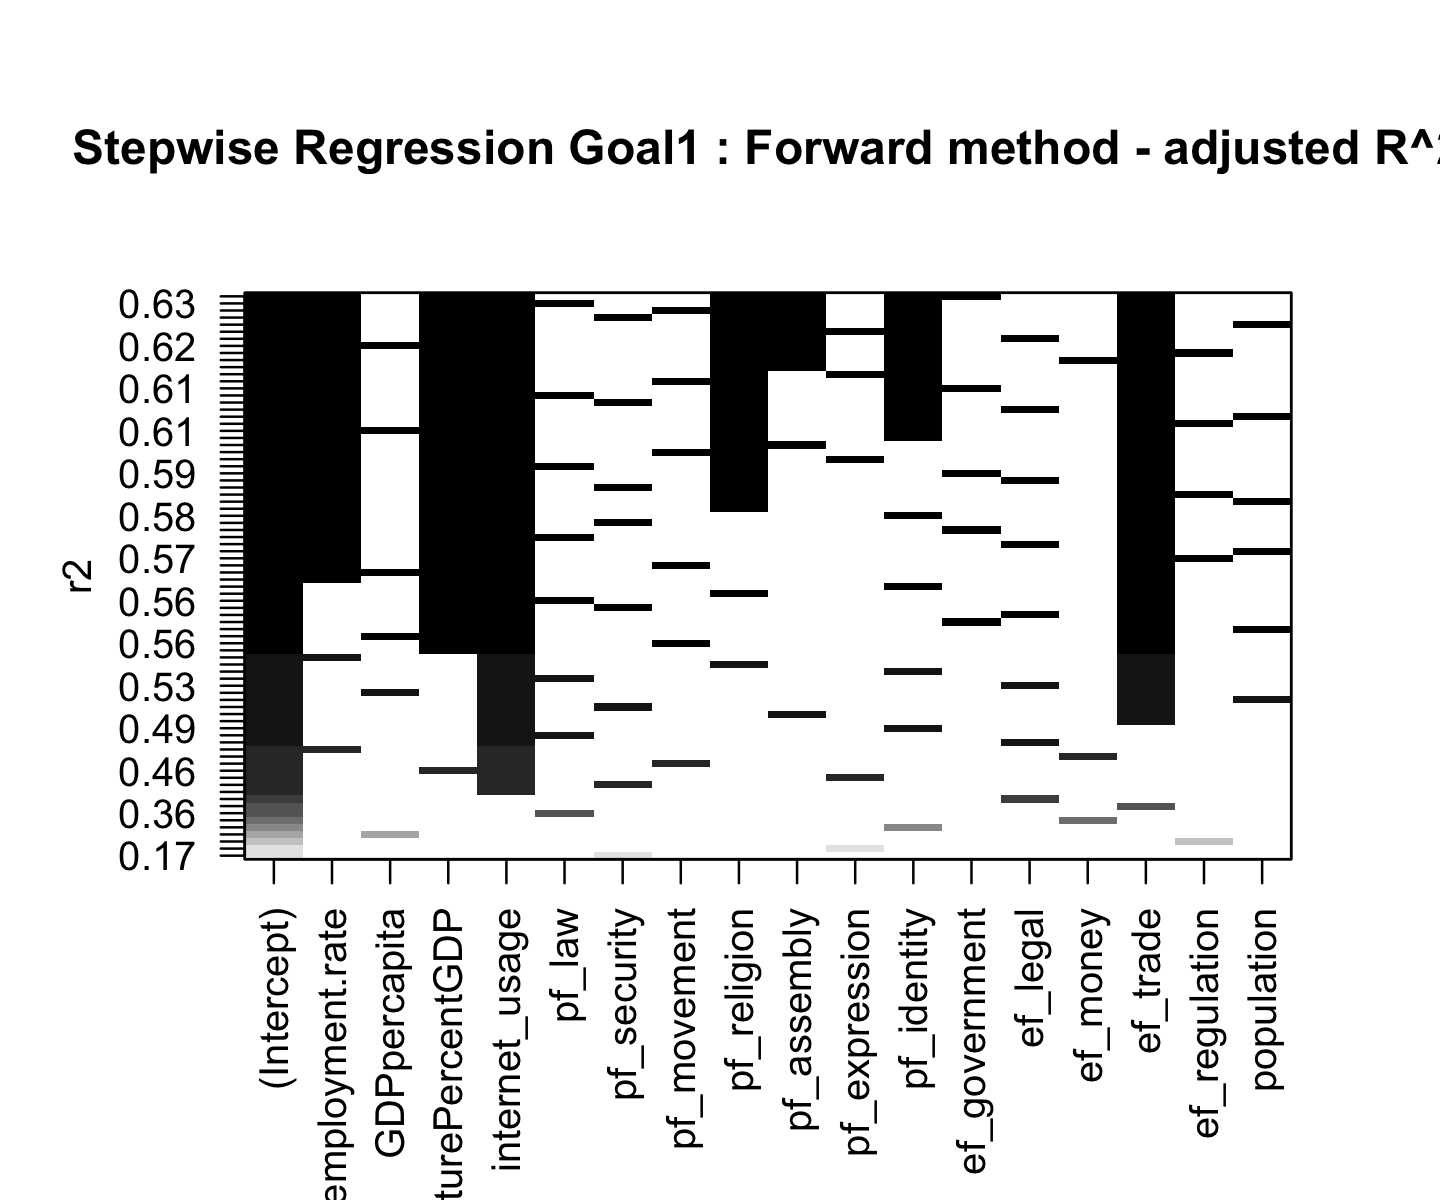 Stepwise Regression Goal1 : Forward method - adjusted R^
0.63
0.62
0.61
0.61
0.59
0.58
0.57
0.56
0.56
0.53
0.49
0.46
0.36
0.17
r2
(Intercept)
employment.rate
GDPpercapita
turePercentGDP
internet_usage
pf_law
pf_security
pf_movement
pf_religion
pf_assembly
pf_expression
pf_identity
ef_government
ef_legal
ef_money
ef_trade
ef_regulation
population